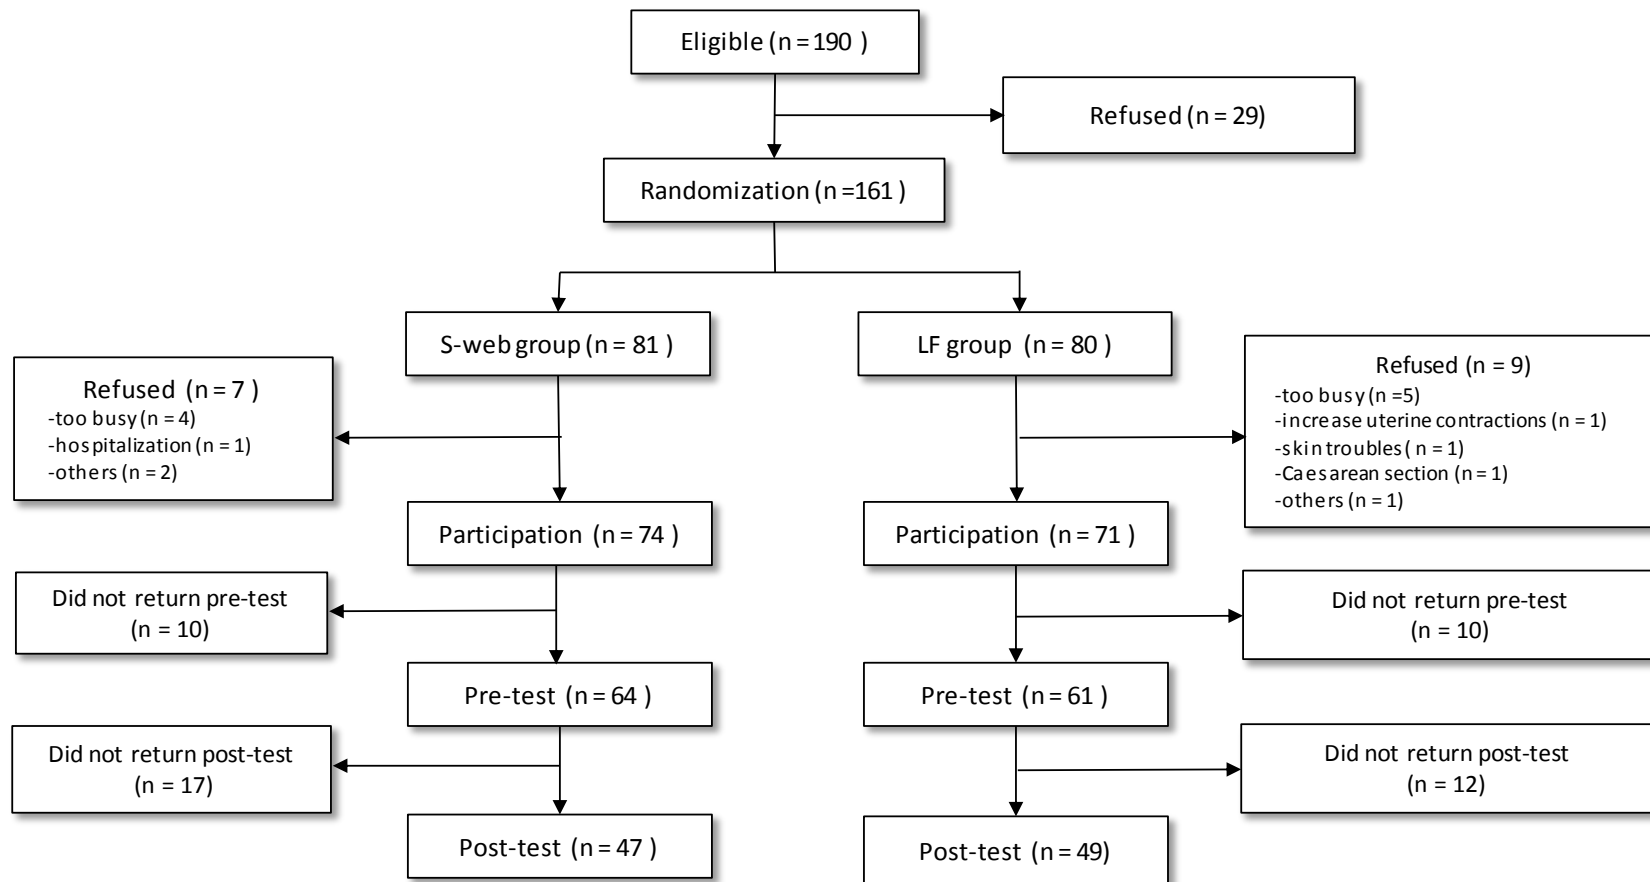 Eligible (n = 190 )
Refused (n = 29)
Randomization (n =161 )
S-web group (n = 81 )
LF group (n = 80 )
Refused (n = 7 )
-too busy (n = 4)
-hospitalization (n = 1)
-others (n = 2)
Refused (n = 9)
-too busy (n =5)
-increase uterine contractions (n = 1)
-skin troubles ( n = 1)
-Caesarean section (n = 1)
-others (n = 1)
Participation (n = 74 )
Participation (n = 71 )
Did not return pre-test
(n = 10)
Did not return pre-test
(n = 10)
Pre-test (n = 64 )
Pre-test (n = 61 )
Did not return post-test
(n = 17)
Did not return post-test
(n = 12)
Post-test (n = 47 )
Post-test (n = 49)